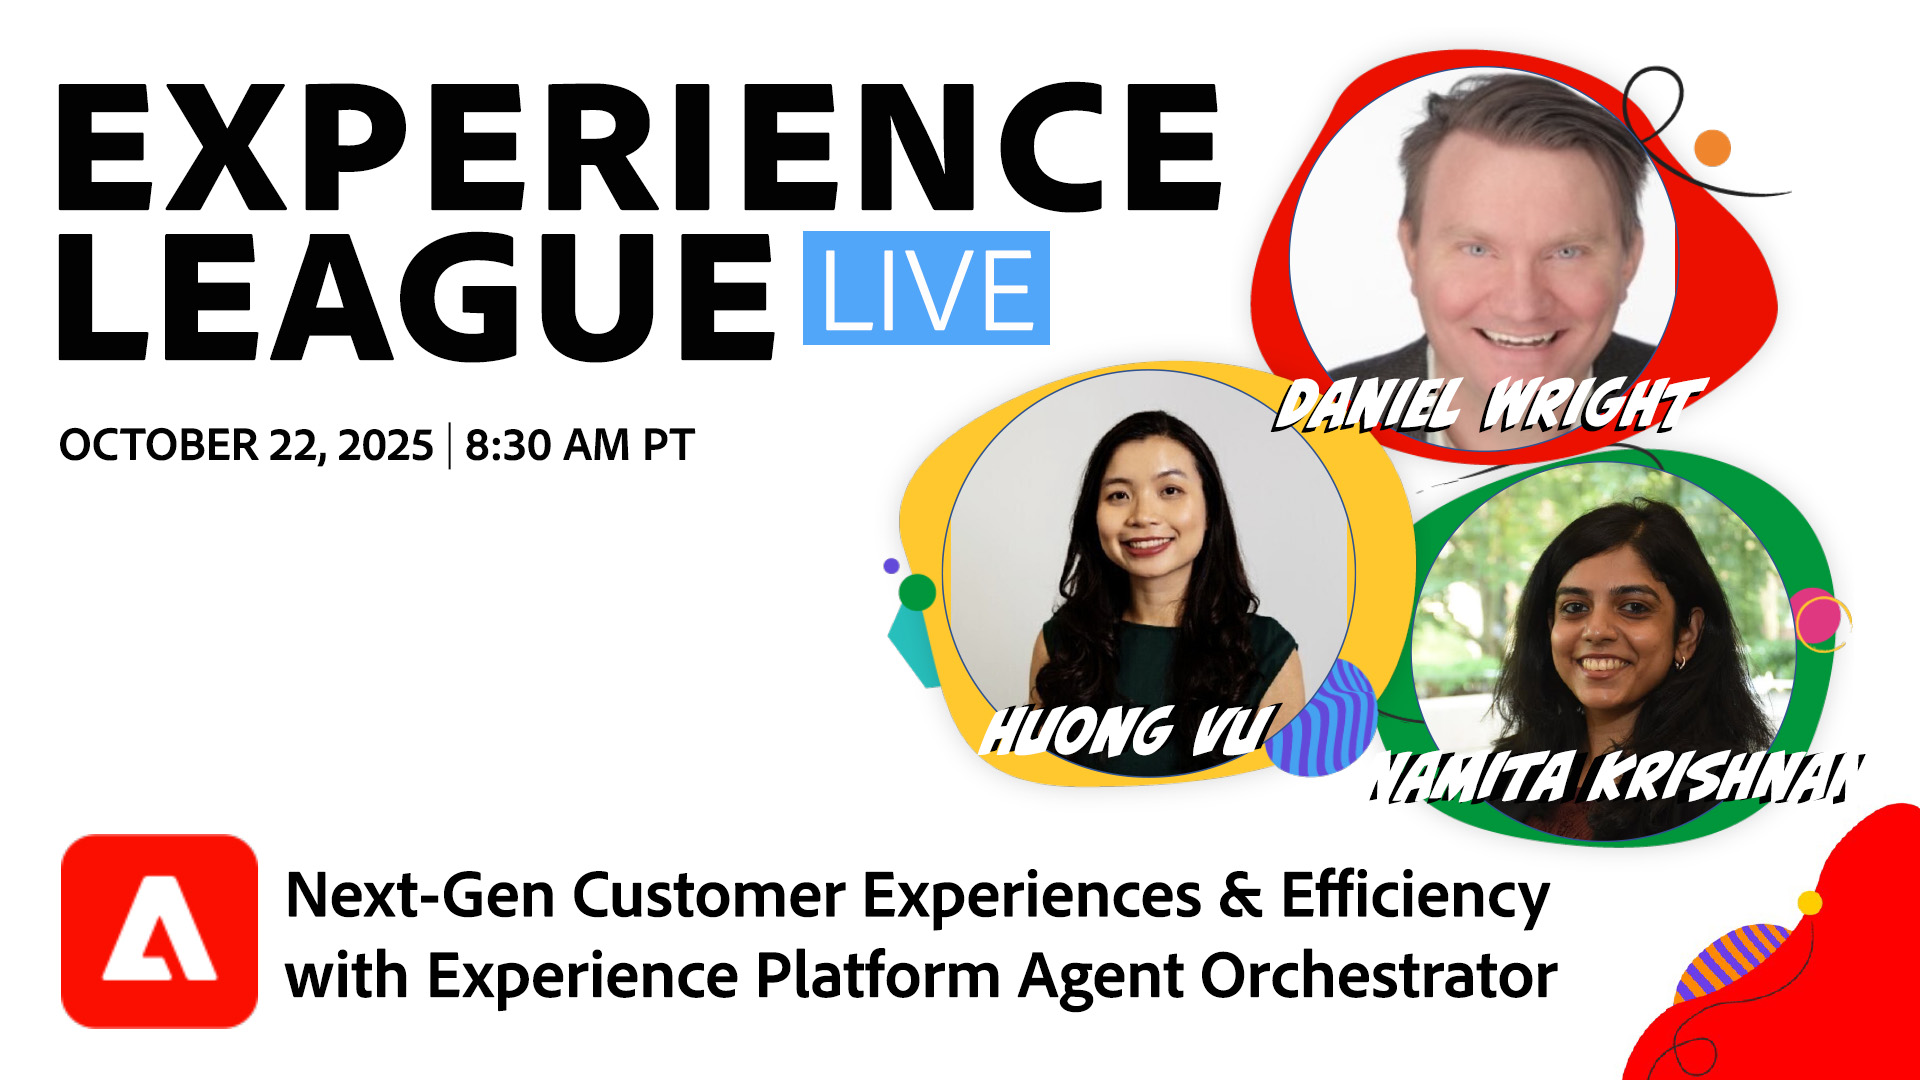 EXPERIENCE
LEAGUE LIVE
OCTOBER 22, 2025 | 8:30 AM PT
DANIEL WRIGHT
HUONG VU
NAMITA KRISHNAN
Next-Gen Customer Experiences & Efficiency
with Experience Platform Agent Orchestrator